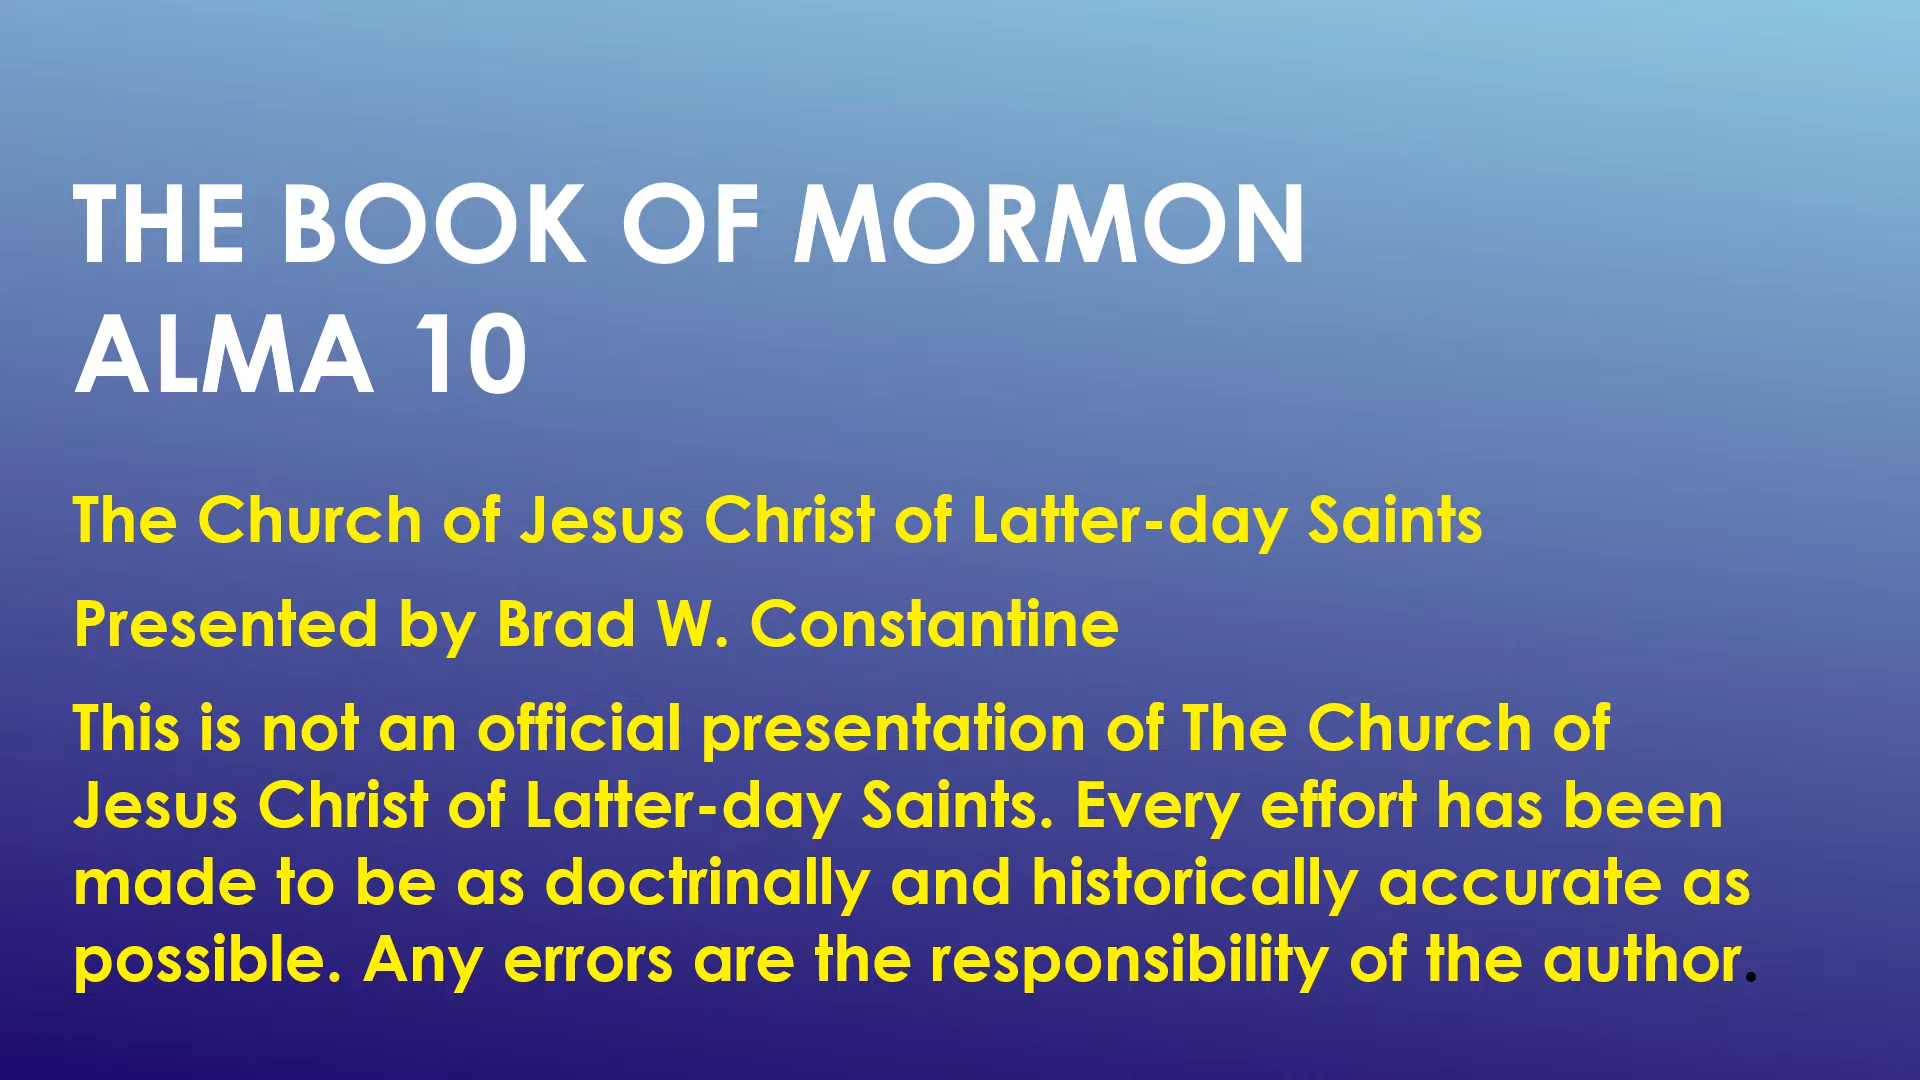 THE BOOK OF MORMON
ALMA 10
The Church of Jesus Christ of Latter-day Saints
Presented by Brad W. Constantine
This is not an official presentation of The Church of
Jesus Christ of Latter-day Saints. Every effort has been
made to be as doctrinally and historically accurate as
possible. Any errors are the responsibility of the author.